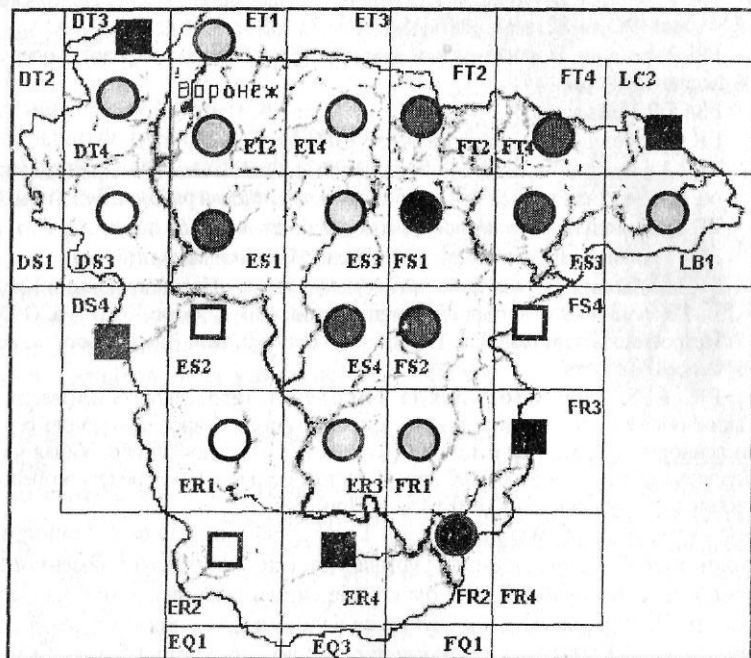 DT3 ET1 ET3
DT2 FT2 FT4 LC2
Воронеж
DT4 ET2 ET4 FT2 FT4
DS1 DS3 ES1 ES3 FS1 ES3 LB1
DS4 FS4
ES2 ES4 FS2
FR3
ER1 ER3 FR1
ER2 ER4 FR2 FR4
EQ1 EQ3 FQ1